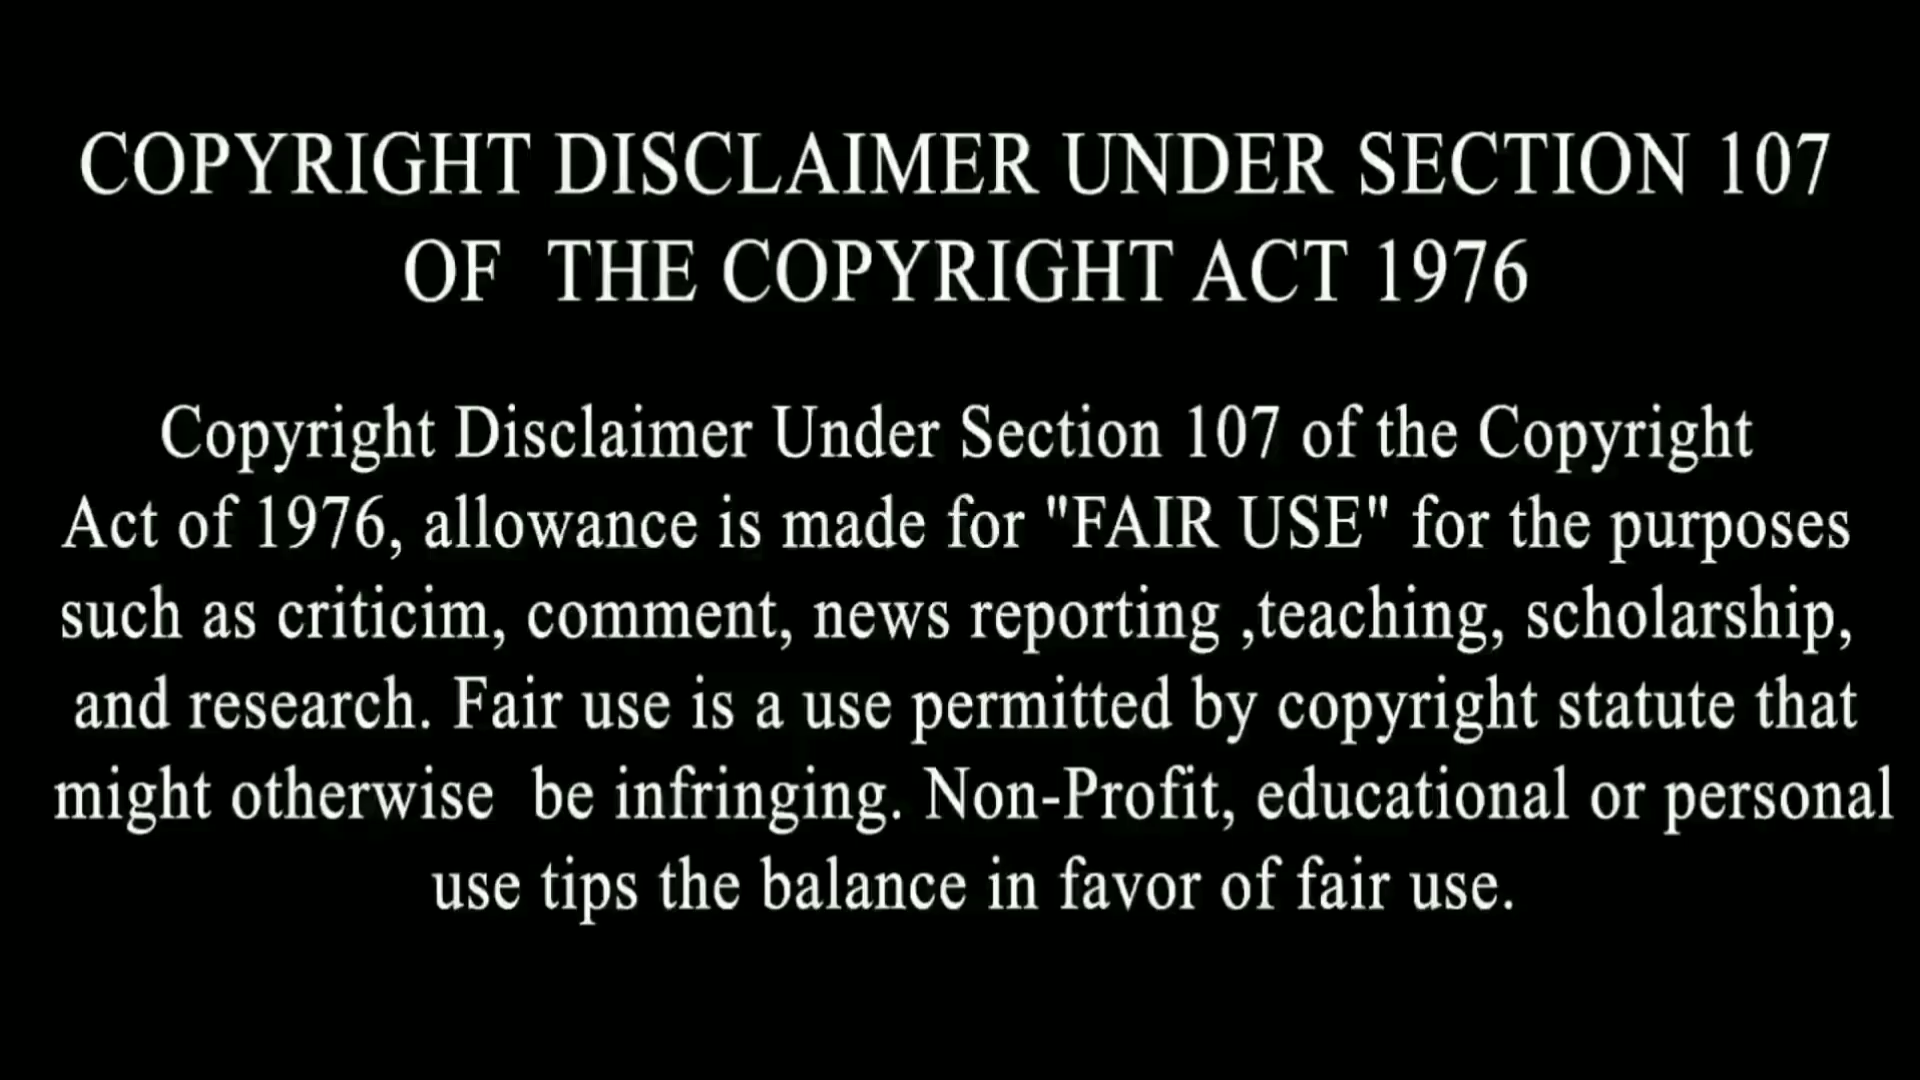 COPYRIGHT DISCLAIMER UNDER SECTION 107
OF THE COPYRIGHT ACT 1976
Copyright Disclaimer Under Section 107 of the Copyright
Act of 1976, allowance is made for "FAIR USE" for the purposes
such as criticim, comment, news reporting ,teaching, scholarship,
and research. Fair use is a use permitted by copyright statute that
might otherwise be infringing. Non-Profit, educational or personal
use tips the balance in favor of fair use.